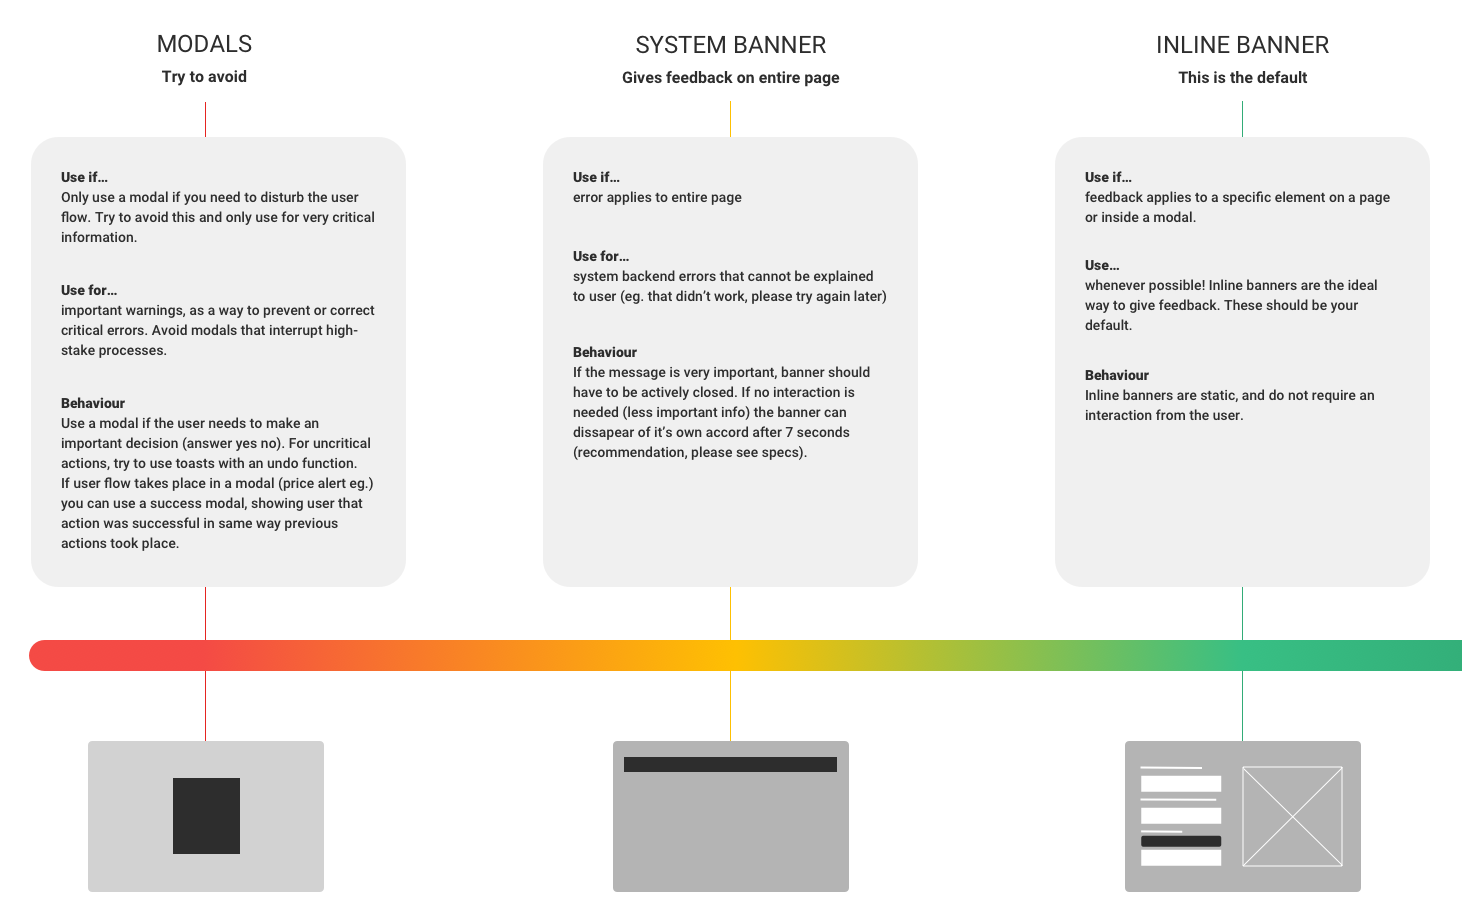 MODALS
Try to avoid
Use if...
Only use a modal if you need to disturb the user
flow. Try to avoid this and only use for very critical
information.
Use for...
important warnings, as a way to prevent or correct
critical errors. Avoid modals that interrupt high-
stake processes.
Behaviour
Use a modal if the user needs to make an
important decision (answer yes no). For uncritical
actions, try to use toasts with an undo function.
If user flow takes place in a modal (price alert eg.)
you can use a success modal, showing user that
action was successful in same way previous
actions took place.
SYSTEM BANNER
Gives feedback on entire page
Use if...
error applies to entire page
Use for...
system backend errors that cannot be explained
to user (eg. that didn’t work, please try again later)
Behaviour
If the message is very important, banner should
have to be actively closed. If no interaction is
needed (less important info) the banner can
dissapear of it’s own accord after 7 seconds
(recommendation, please see specs).
INLINE BANNER
This is the default
Use if...
feedback applies to a specific element on a page
or inside a modal.
Use...
whenever possible! Inline banners are the ideal
way to give feedback. These should be your
default.
Behaviour
Inline banners are static, and do not require an
interaction from the user.